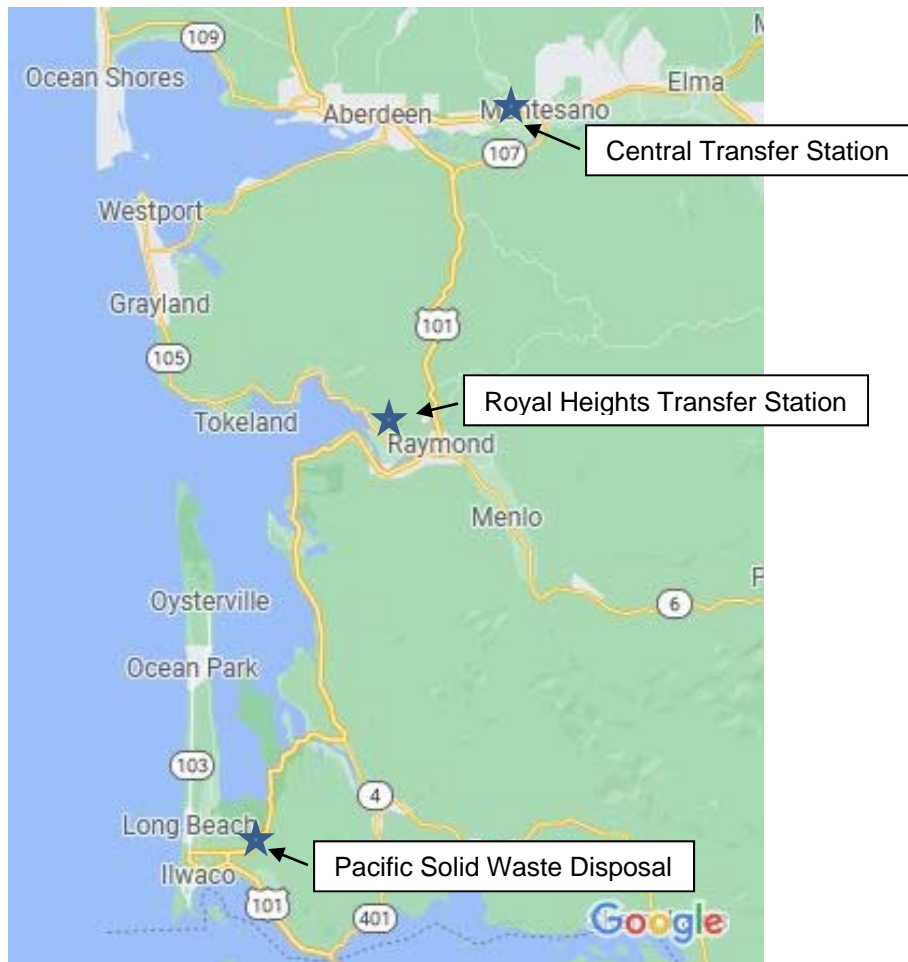 109
Ocean Shores
Elma
Aberdeen
Montesano
Central Transfer Station
107
Westport
Grayland
101
105
Royal Heights Transfer Station
Tokeland
Raymond
Menlo
Oysterville
6
Ocean Park
103
4
Long Beach
Pacific Solid Waste Disposal
Ilwaco
101
401
Google